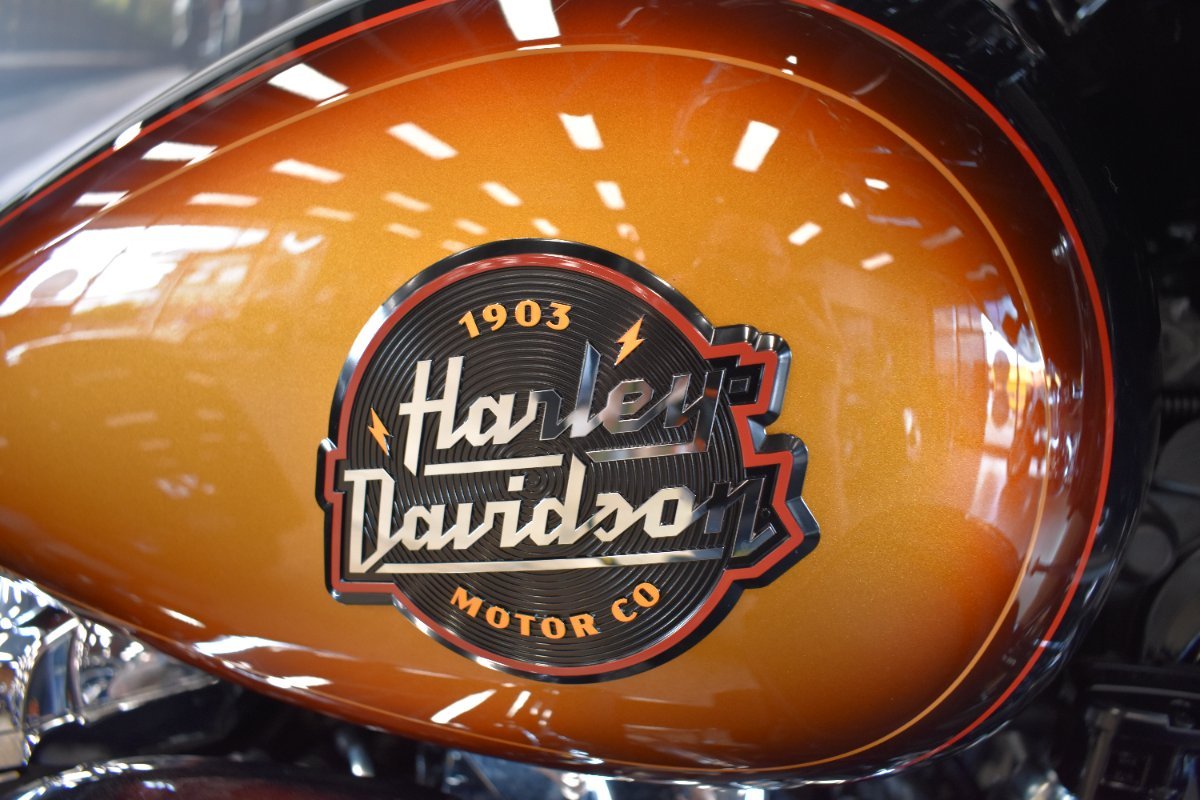 1903
Harley
Davidson
MOTOR CO